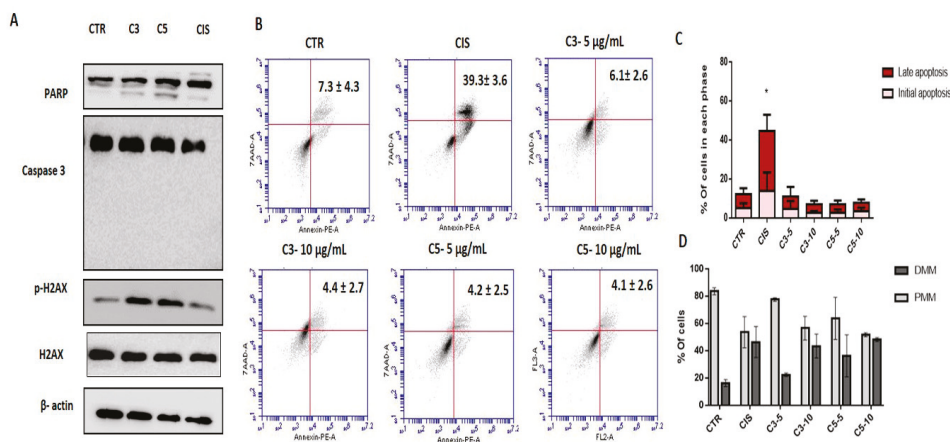 A
CTR C3 C5 CIS
PARP
Caspase 3
p-H2AX
H2AX
β- actin
B
CTR
7.3 ± 4.3
7AAD-A
Annexin-PE-A
CIS
39.3± 3.6
7AAD-A
Annexin-PE-A
C3- 5 µg/mL
6.1± 2.6
7AAD-A
Annexin-PE-A
C3- 10 µg/mL
4.4 ± 2.7
7AAD-A
Annexin-PE-A
C5- 5 µg/mL
4.2 ± 2.5
7AAD-A
Annexin-PE-A
C5- 10 µg/mL
4.1 ± 2.6
FL3-A
FL2-A
C
Late apoptosis
Initial apoptosis
% Of cells in each phase
80
60
40
20
0
*
CTR CIS C3-5 C3-10 C5-5 C5-10
D
DMM
PMM
% Of cells
100
80
60
40
20
0
CTR CIS C3-5 C3-10 C5-5 C5-10